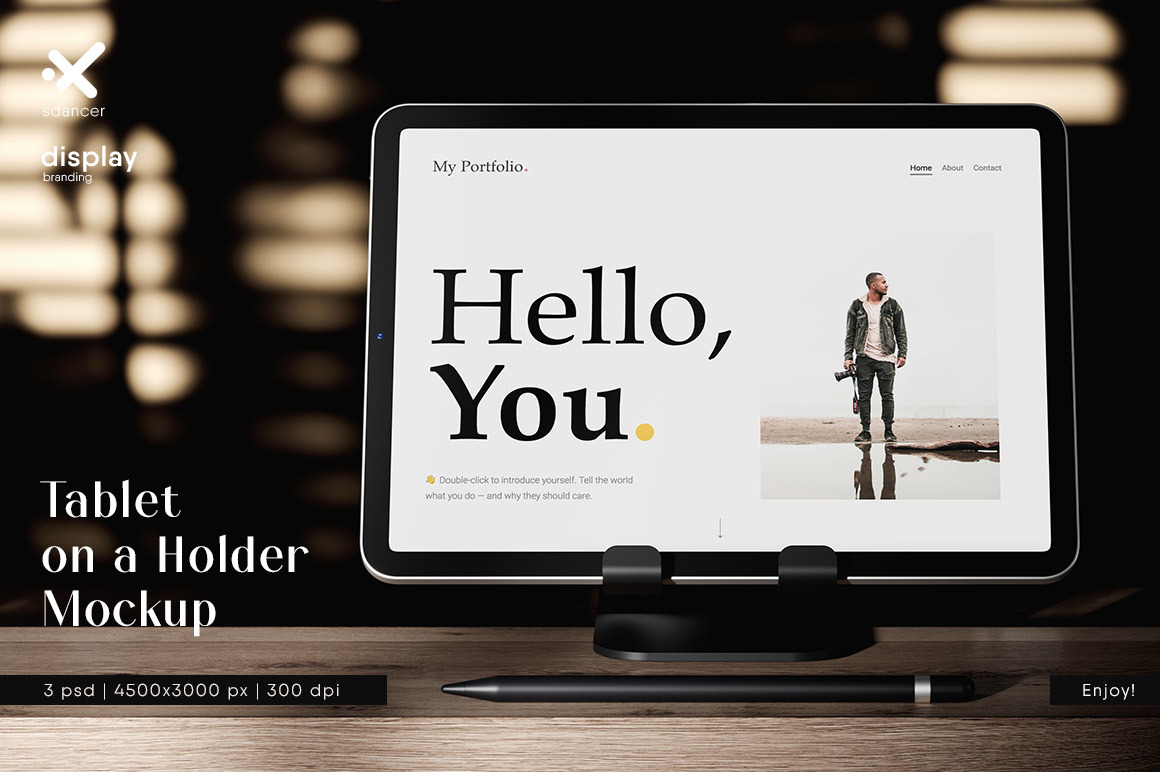 sdancer
display
branding
My Portfolio.
Home About Contact
Hello,
You.
👋 Double-click to introduce yourself. Tell the world
what you do — and why they should care.
Tablet
on a Holder
Mockup
3 psd | 4500x3000 px | 300 dpi
Enjoy!